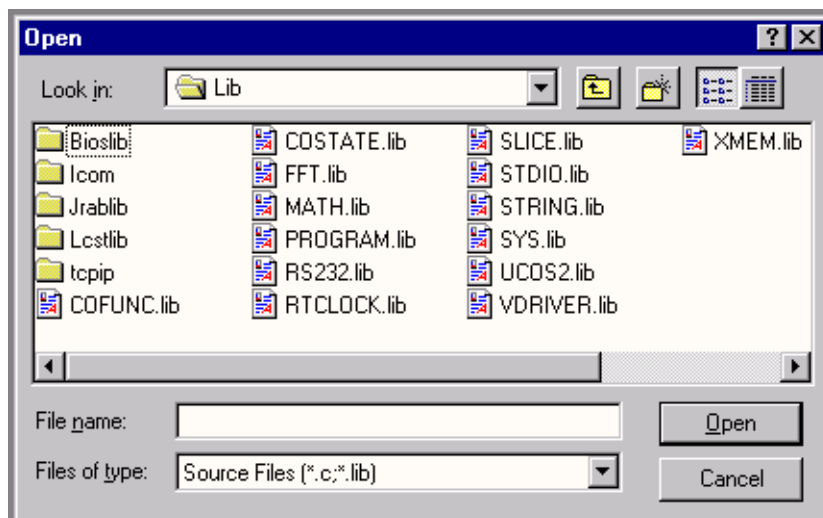 Open
Look in: Lib
Bioslib COSTATE.lib SLICE.lib XMEM.lib
Icom FFT.lib STDIO.lib
Jrablib MATH.lib STRING.lib
Lcstlib PROGRAM.lib SYS.lib
tcpip RS232.lib UCOS2.lib
COFUNC.lib RTCLOCK.lib VDRIVER.lib
File name: Open
Files of type: Source Files (*.c;*.lib) Cancel